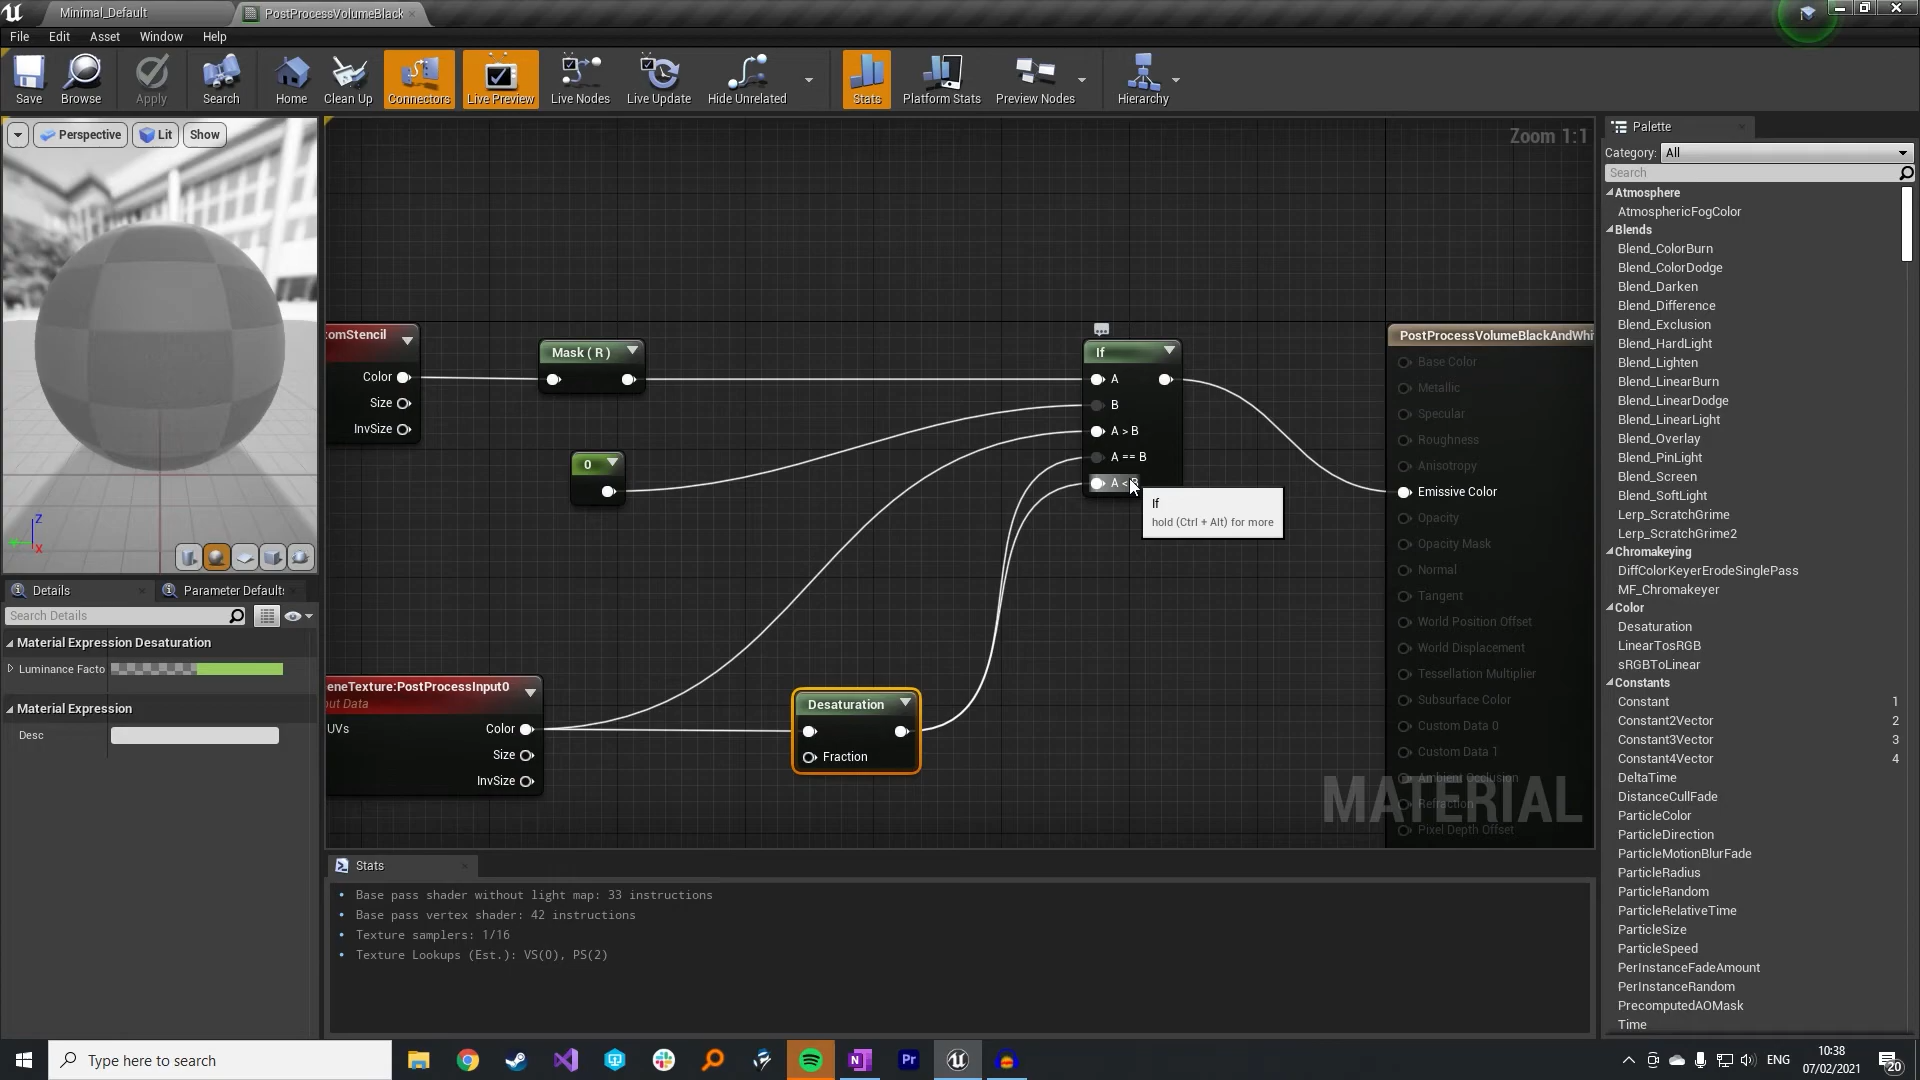 Minimal_Default
PostProcessVolumeBlack
File
Edit
Asset
Window
Help
Save
Browse
Apply
Search
Home
Clean Up
Connectors
Live Preview
Live Nodes
Live Update
Hide Unrelated
Stats
Platform Stats
Preview Nodes
Hierarchy
Perspective
Lit
Show
Z
X
Zoom 1:1
omStencil
Color
Size
InvSize
Mask ( R )
0
If
A
B
A > B
A == B
A <
If
hold (Ctrl + Alt) for more
eneTexture:PostProcessInput0
ut Data
UVs
Color
Size
InvSize
Desaturation
Fraction
PostProcessVolumeBlackAndWhi
Base Color
Metallic
Specular
Roughness
Anisotropy
Emissive Color
Opacity
Opacity Mask
Normal
Tangent
World Position Offset
World Displacement
Tessellation Multiplier
Subsurface Color
Custom Data 0
Custom Data 1
Ambient Occlusion
Refraction
Pixel Depth Offset
MATERIAL
Details
Parameter Default
Search Details
Material Expression Desaturation
Luminance Facto
Material Expression
Desc
Stats
Base pass shader without light map: 33 instructions
Base pass vertex shader: 42 instructions
Texture samplers: 1/16
Texture Lookups (Est.): VS(0), PS(2)
Palette
Category: All
Search
Atmosphere
AtmosphericFogColor
Blends
Blend_ColorBurn
Blend_ColorDodge
Blend_Darken
Blend_Difference
Blend_Exclusion
Blend_HardLight
Blend_Lighten
Blend_LinearBurn
Blend_LinearDodge
Blend_LinearLight
Blend_Overlay
Blend_PinLight
Blend_Screen
Blend_SoftLight
Lerp_ScratchGrime
Lerp_ScratchGrime2
Chromakeying
DiffColorKeyerErodeSinglePass
MF_Chromakeyer
Color
Desaturation
LinearTosRGB
sRGBToLinear
Constants
Constant 1
Constant2Vector 2
Constant3Vector 3
Constant4Vector 4
DeltaTime
DistanceCullFade
ParticleColor
ParticleDirection
ParticleMotionBlurFade
ParticleRadius
ParticleRandom
ParticleRelativeTime
ParticleSize
ParticleSpeed
PerInstanceFadeAmount
PerInstanceRandom
PrecomputedAOMask
Time
Type here to search
N
Pr
ENG
10:38
07/02/2021
20